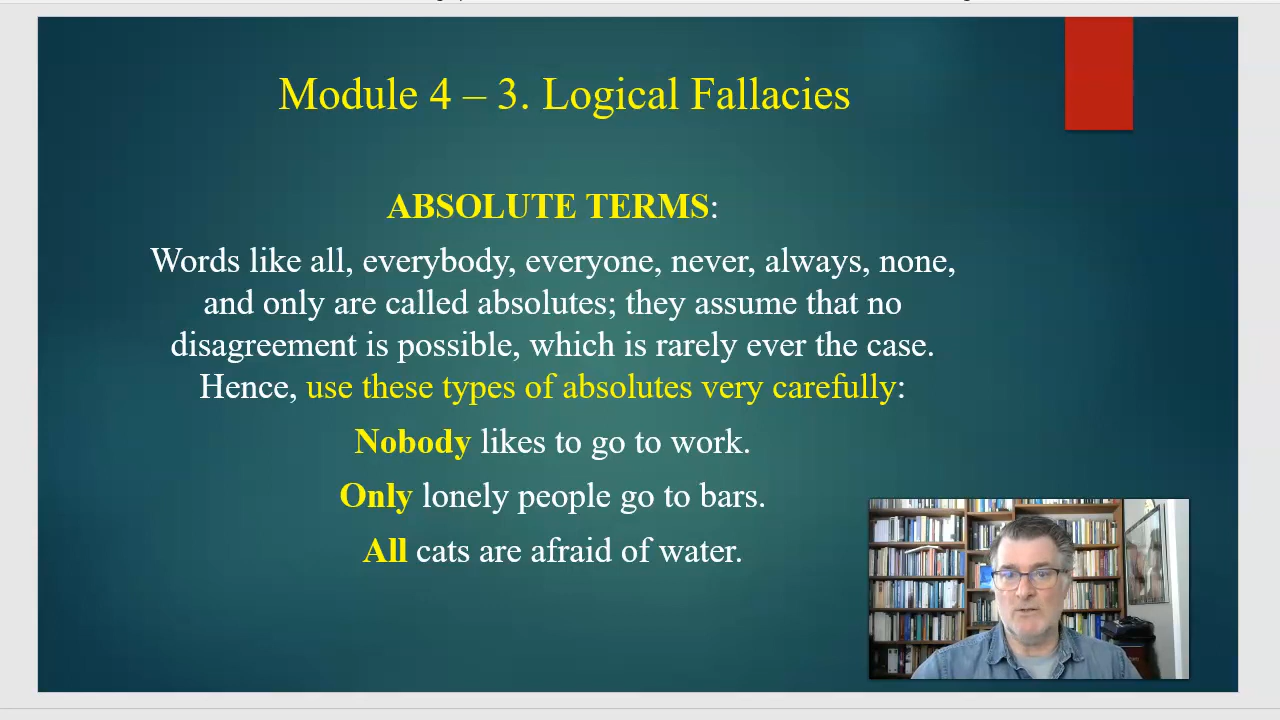 Module 4 – 3. Logical Fallacies
ABSOLUTE TERMS:
Words like all, everybody, everyone, never, always, none,
and only are called absolutes; they assume that no
disagreement is possible, which is rarely ever the case.
Hence, use these types of absolutes very carefully:
Nobody likes to go to work.
Only lonely people go to bars.
All cats are afraid of water.